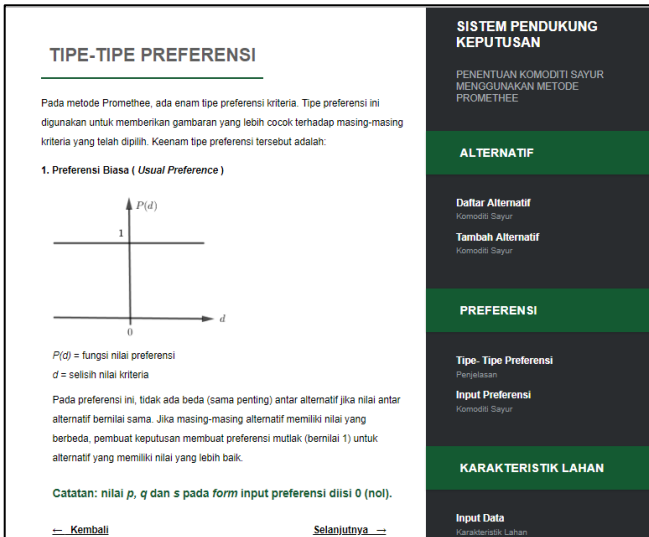 TIPE-TIPE PREFERENSI
Pada metode Promethee, ada enam tipe preferensi kriteria. Tipe preferensi ini
digunakan untuk memberikan gambaran yang lebih cocok terhadap masing-masing
kriteria yang telah dipilih. Keenam tipe preferensi tersebut adalah:
1. Preferensi Biasa ( Usual Preference )
P(d)
1
d
0
P(d) = fungsi nilai preferensi
d = selisih nilai kriteria
Pada preferensi ini, tidak ada beda (sama penting) antar alternatif jika nilai antar
alternatif bernilai sama. Jika masing-masing alternatif memiliki nilai yang
berbeda, pembuat keputusan membuat preferensi mutlak (bernilai 1) untuk
alternatif yang memiliki nilai yang lebih baik.
Catatan: nilai p, q dan s pada form input preferensi diisi 0 (nol).
← Kembali
Selanjutnya →
SISTEM PENDUKUNG
KEPUTUSAN
PENENTUAN KOMODITI SAYUR
MENGGUNAKAN METODE
PROMETHEE
ALTERNATIF
Daftar Alternatif
Komoditi Sayur
Tambah Alternatif
Komoditi Sayur
PREFERENSI
Tipe- Tipe Preferensi
Penjelasan
Input Preferensi
Komoditi Sayur
KARAKTERISTIK LAHAN
Input Data
Karakteristik Lahan